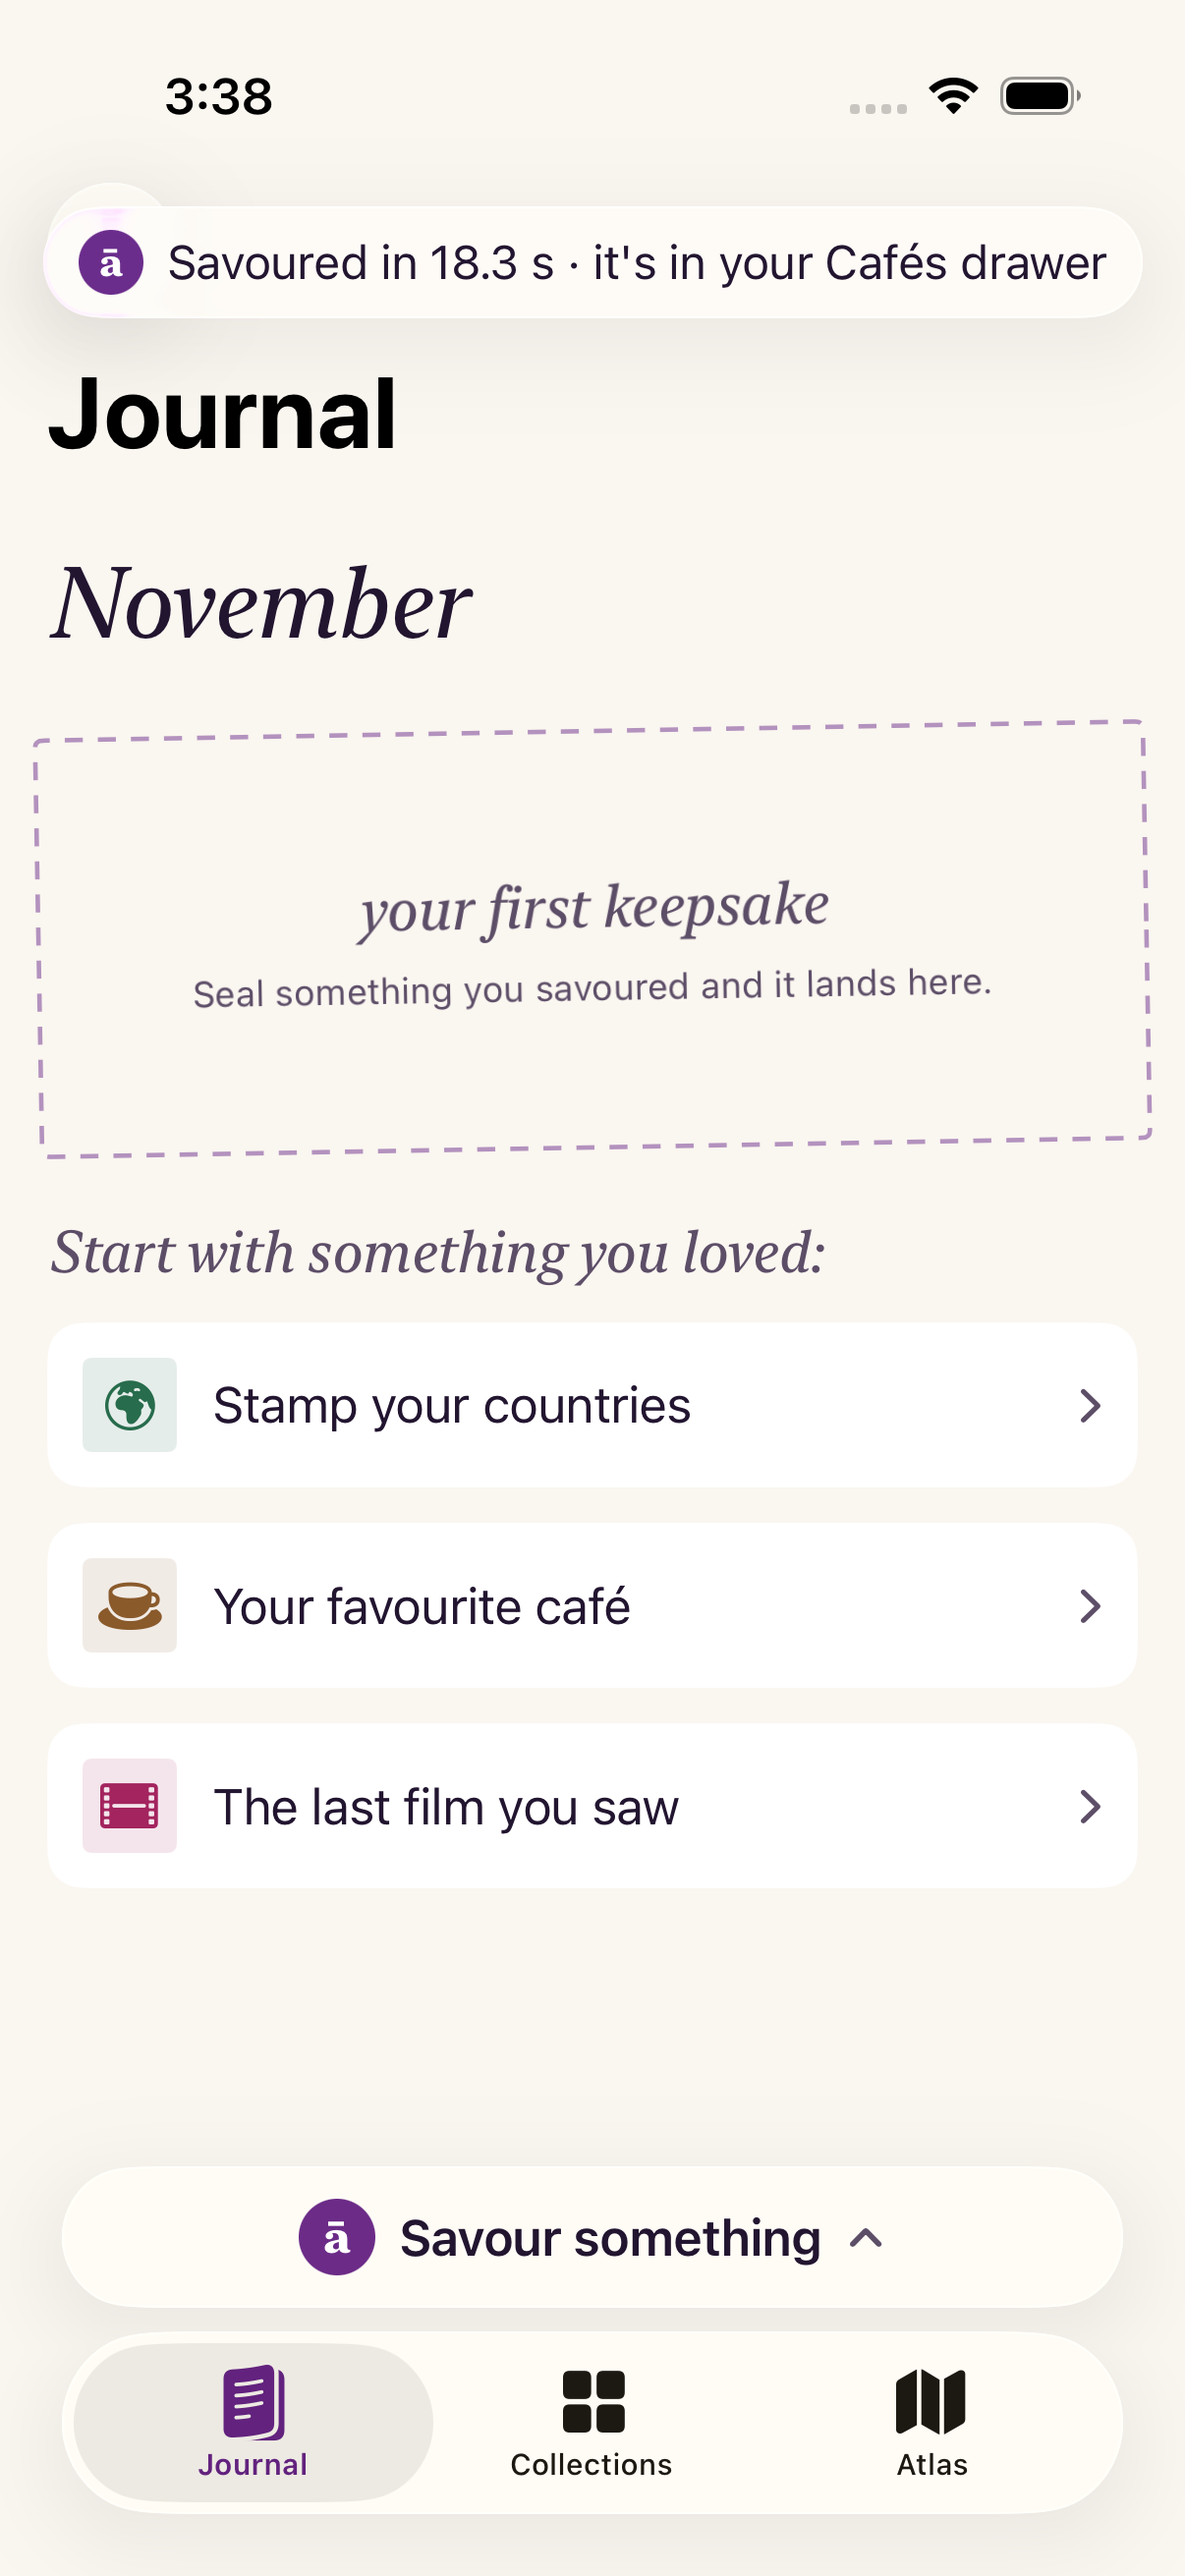 3:38
ā Savoured in 18.3 s · it's in your Cafés drawer
Journal
November
your first keepsake
Seal something you savoured and it lands here.
Start with something you loved:
Stamp your countries
Your favourite café
The last film you saw
ā Savour something
Journal Collections Atlas